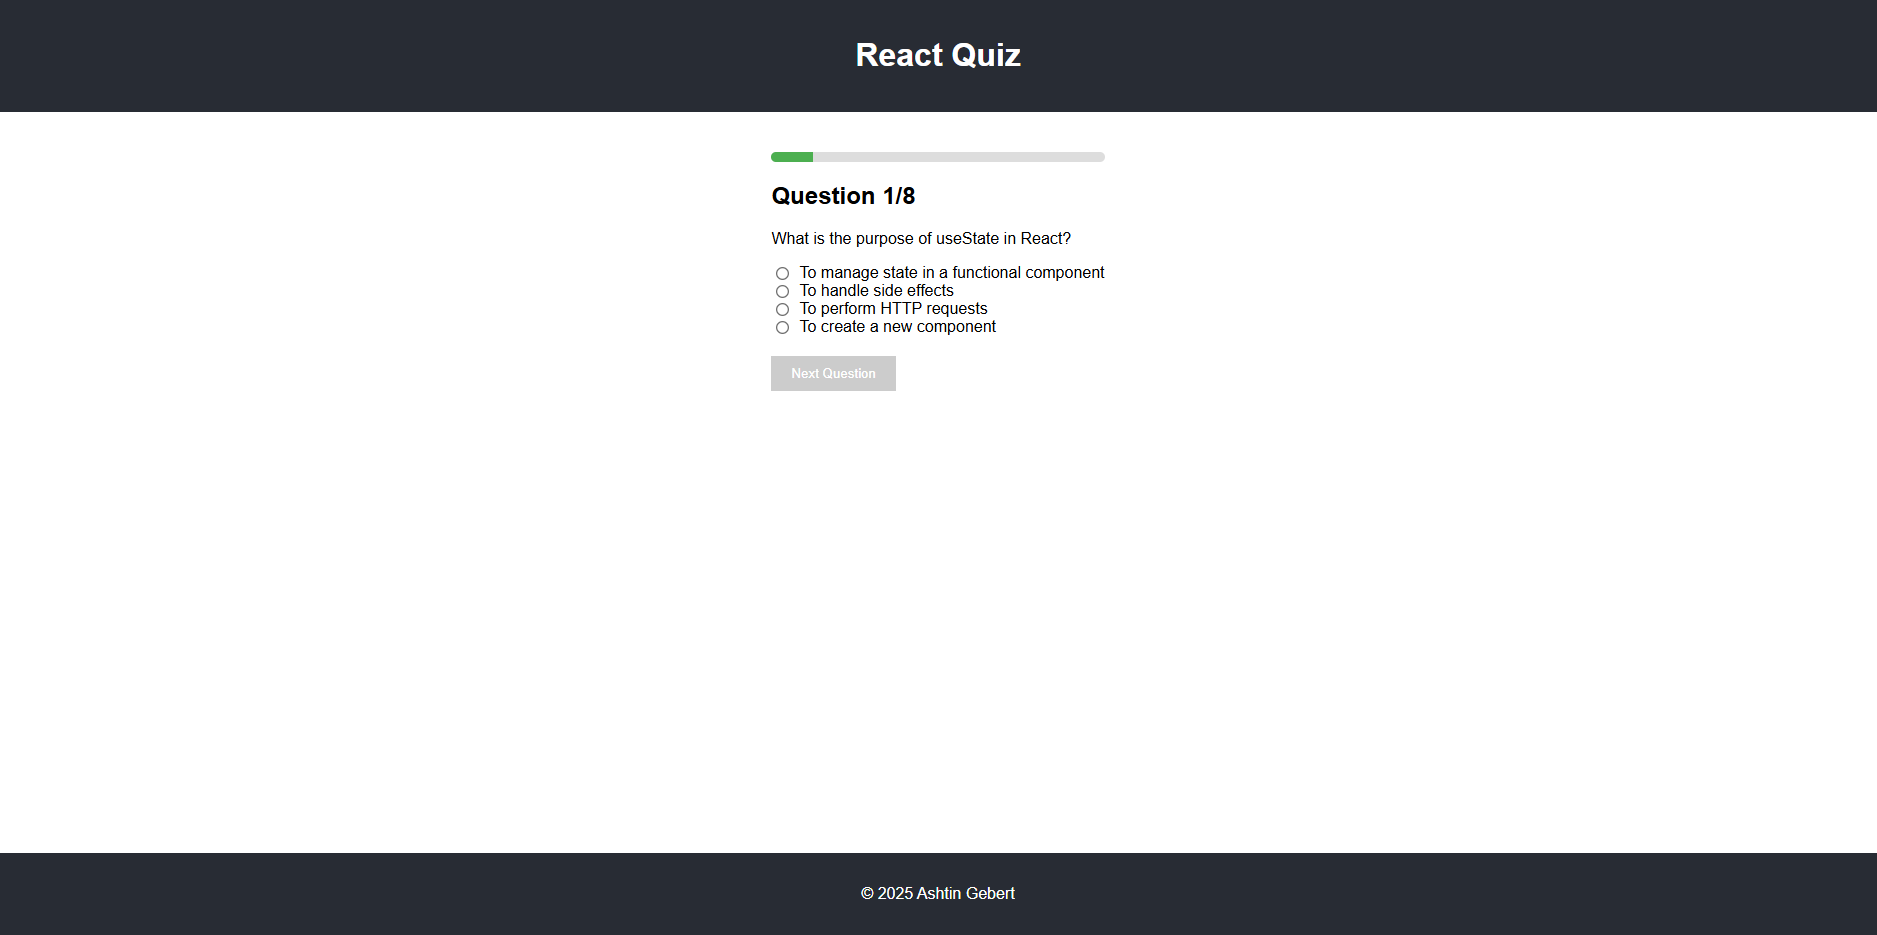 React Quiz
Question 1/8
What is the purpose of useState in React?
To manage state in a functional component
To handle side effects
To perform HTTP requests
To create a new component
Next Question
© 2025 Ashtin Gebert